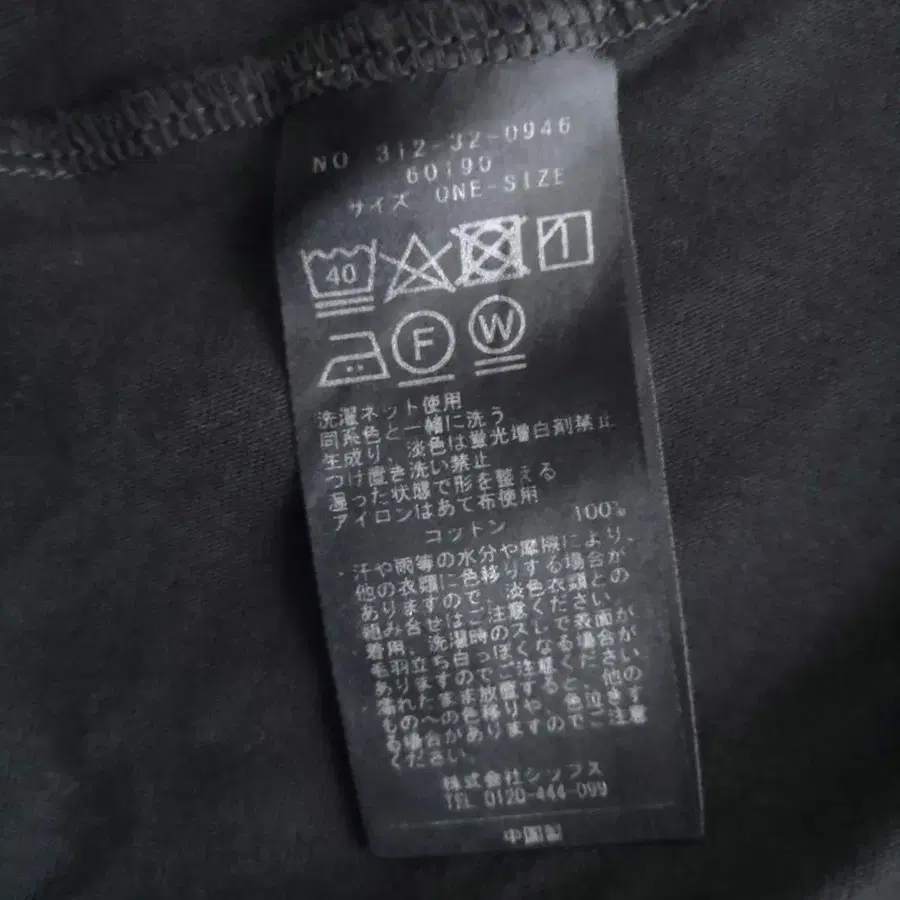 NO 312-32-0946
60190
サイズ ONE-SIZE
40
1
F
W
洗濯ネット使用
同系色と一緒に洗う
生成り、淡色は蛍光増白剤禁止
つけ置き洗い禁止
湿った状態で形を整える
アイロンはあて布使用
コットン 100%
・汗や雨等の水分や摩擦により、
他の衣類に色移りする場合が
ありますので、淡色衣類との
組み合せはご注意ください
・着用、洗濯時のスレで表面が
毛羽立ち白っぽくなる場合が
ありますのでご注意ください
・濡れたまま放置すると、他の
ものへの色移りや、色泣きす
る場合がありますのでご注意
ください。
株式会社シップス
TEL 0120-444-099
中国製